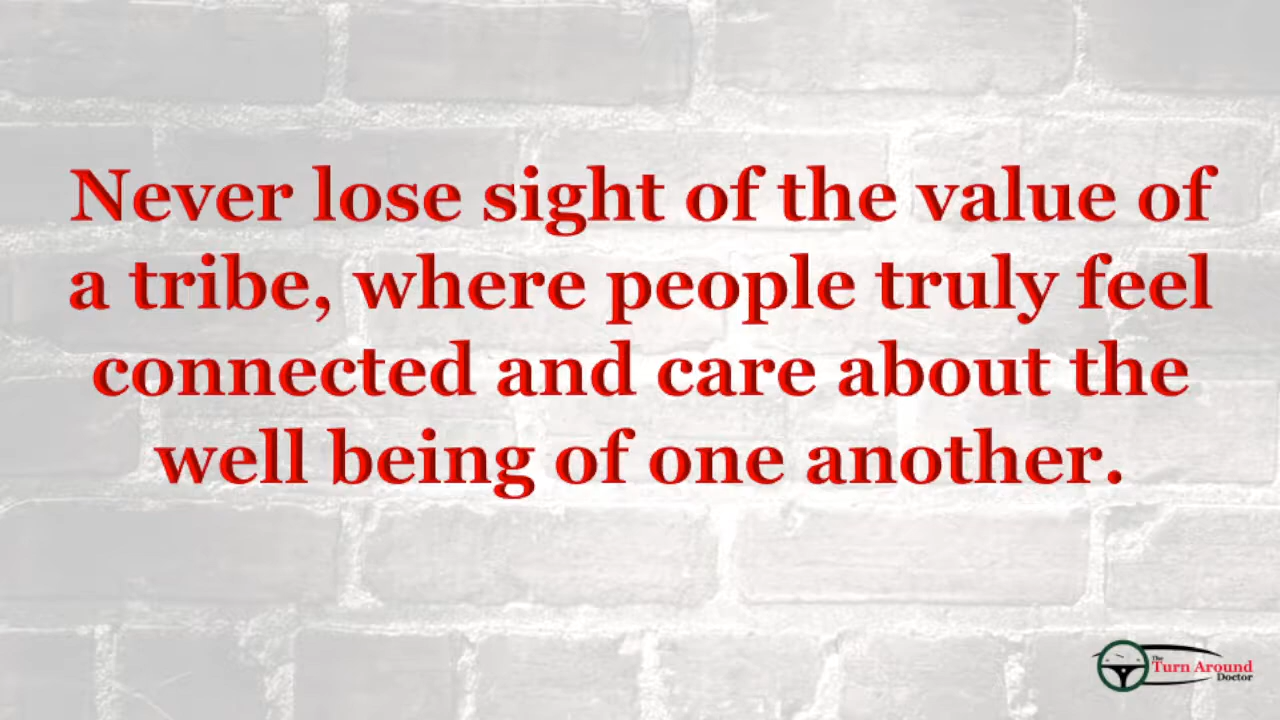 Never lose sight of the value of
a tribe, where people truly feel
connected and care about the
well being of one another.
The
Turn Around
Doctor